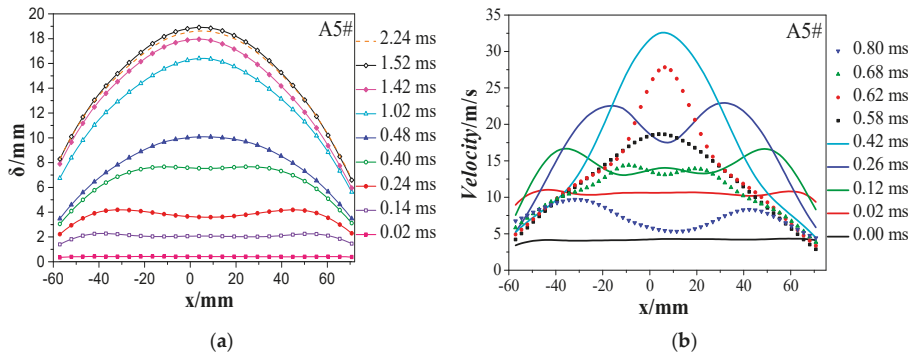 A5#
δ/mm
20
18
16
14
12
10
8
6
4
2
0
-60 -40 -20 0 20 40 60
x/mm
2.24 ms
1.52 ms
1.42 ms
1.02 ms
0.48 ms
0.40 ms
0.24 ms
0.14 ms
0.02 ms
(a)
A5#
Velocity/m/s
35
30
25
20
15
10
5
0
-60 -40 -20 0 20 40 60
x/mm
0.80 ms
0.68 ms
0.62 ms
0.58 ms
0.42 ms
0.26 ms
0.12 ms
0.02 ms
0.00 ms
(b)